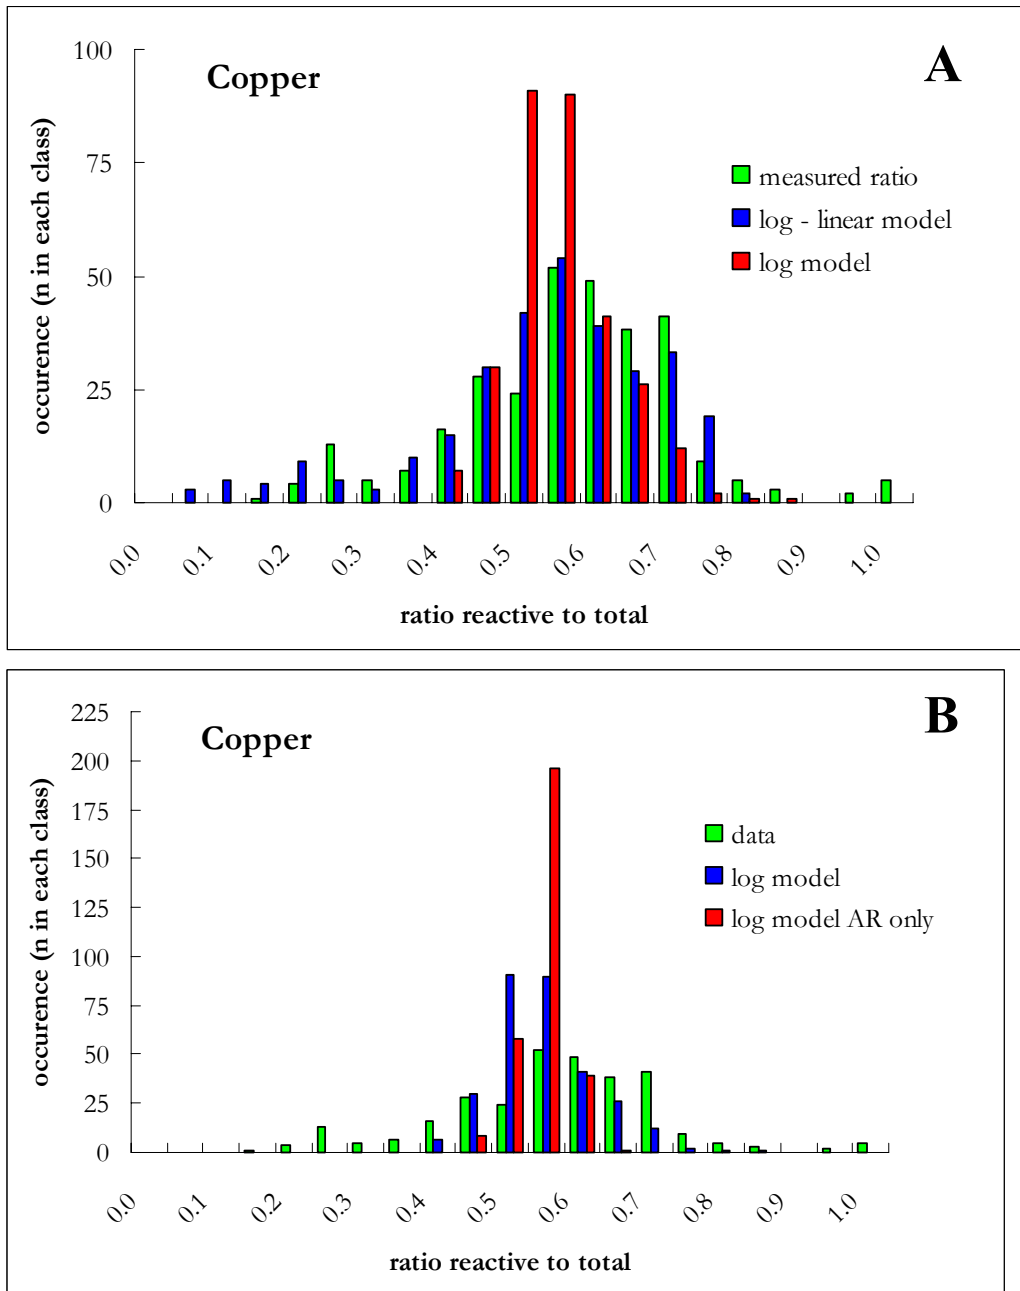 A
Copper
100
75
50
25
0
occurence (n in each class)
measured ratio
log - linear model
log model
0.0 0.1 0.2 0.3 0.4 0.5 0.6 0.7 0.8 0.9 1.0
ratio reactive to total
B
Copper
225
200
175
150
125
100
75
50
25
0
occurence (n in each class)
data
log model
log model AR only
0.0 0.1 0.2 0.3 0.4 0.5 0.6 0.7 0.8 0.9 1.0
ratio reactive to total